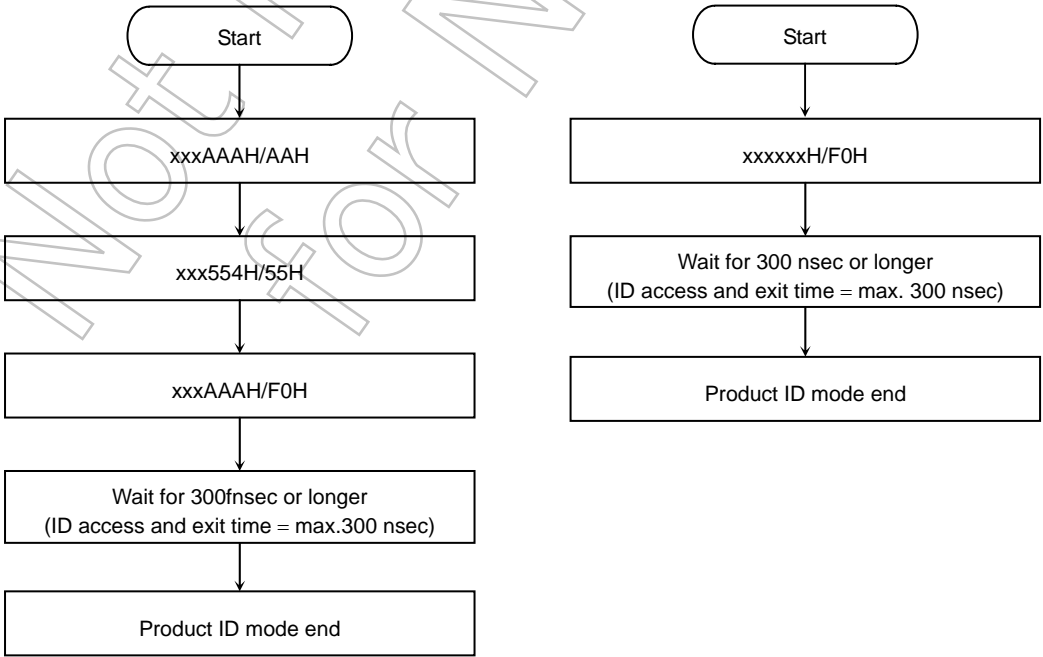 Start
xxxAAAH/AAH
xxx554H/55H
xxxAAAH/F0H
Wait for 300fnsec or longer
(ID access and exit time = max.300 nsec)
Product ID mode end
Start
xxxxxxH/F0H
Wait for 300 nsec or longer
(ID access and exit time = max. 300 nsec)
Product ID mode end
Not
for